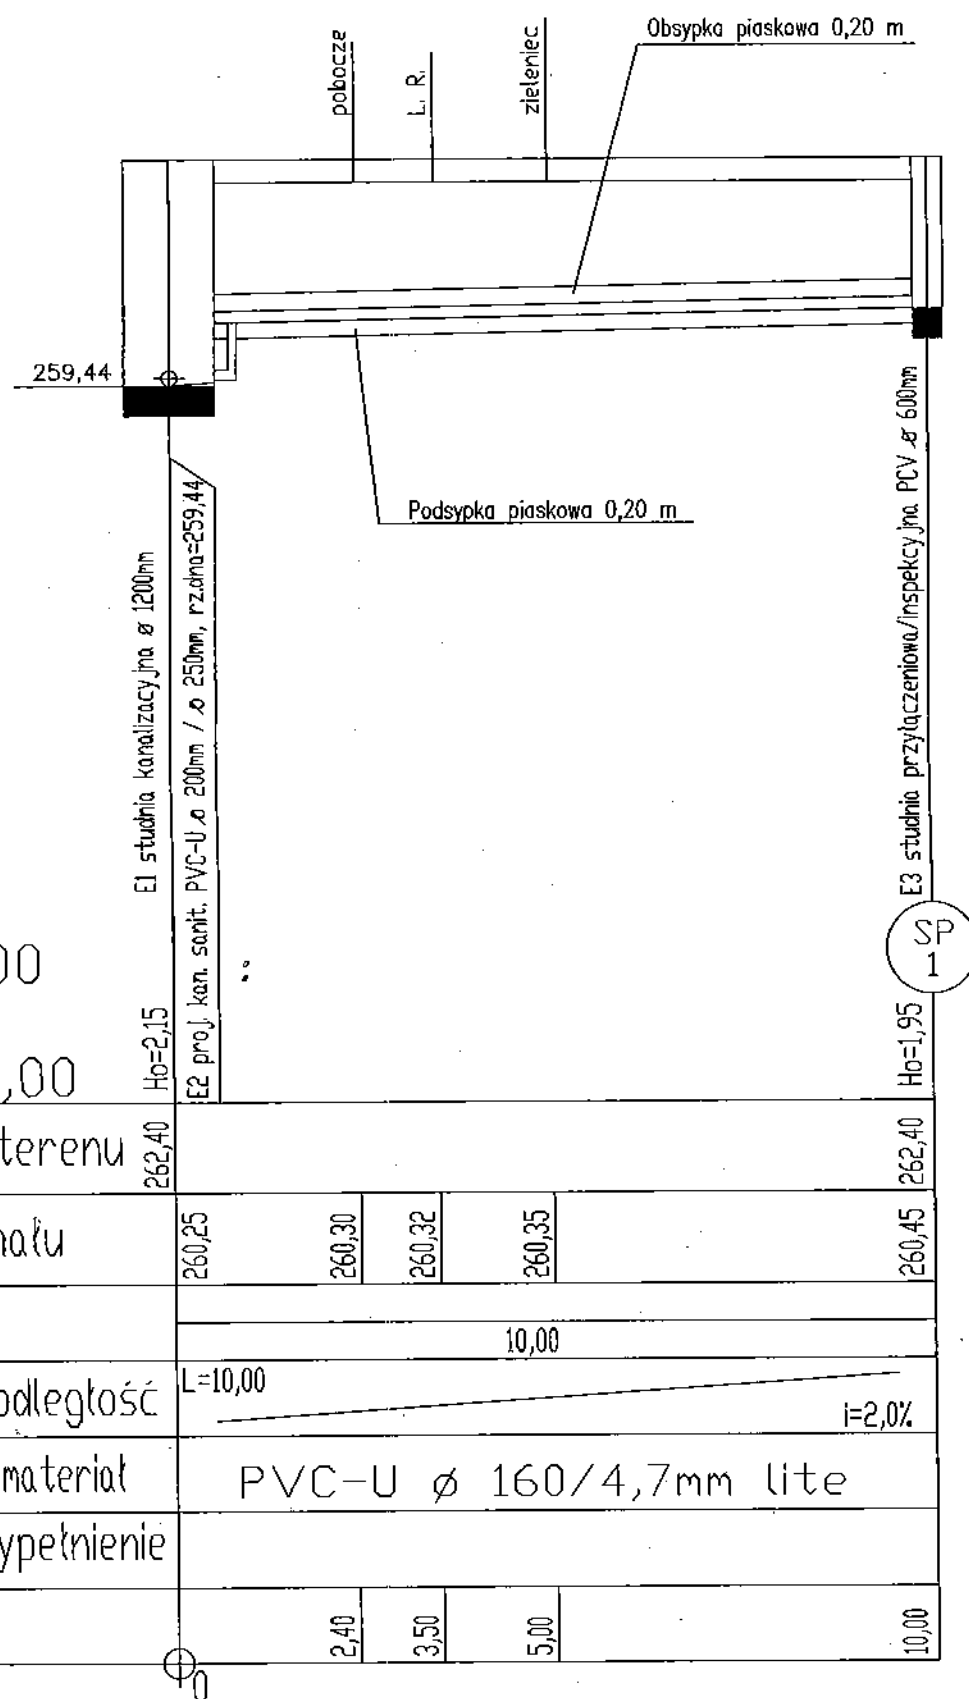 Obsypka piaskowa 0,20 m
pobocze
L. R.
zieleniec
259,44
Podsypka piaskowa 0,20 m
E1 studnia kanalizacyjna ø 1200mm
E2 proj. kan. sanit. PVC-U ø 200mm / ø 250mm, rz.dna=259,44
E3 studnia przyłączeniowa/inspekcyjna PCV ø 600mm
SP
1
00
,00
Ho=2,15
Ho=1,95
terenu
262,40
262,40
nału
260,25
260,30
260,32
260,35
260,45
10,00
odległość
L=10,00
i=2,0%
materiał
PVC-U ø 160/4,7mm lite
ypełnienie
2,40
3,50
5,00
10,00
0